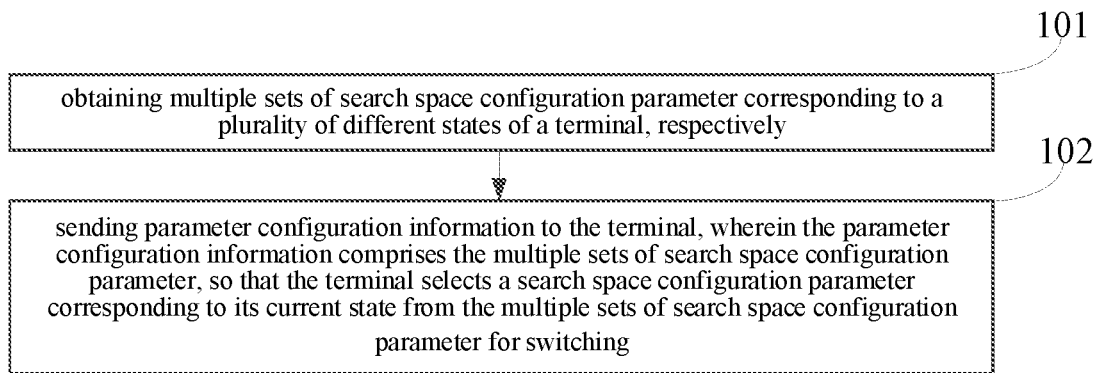 101
obtaining multiple sets of search space configuration parameter corresponding to a
plurality of different states of a terminal, respectively
102
sending parameter configuration information to the terminal, wherein the parameter
configuration information comprises the multiple sets of search space configuration
parameter, so that the terminal selects a search space configuration parameter
corresponding to its current state from the multiple sets of search space configuration
parameter for switching